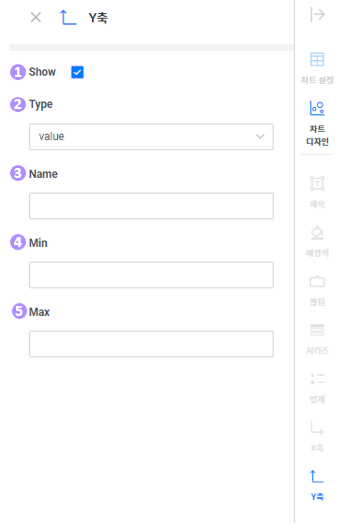 Y축
1 Show
2 Type
value
3 Name
4 Min
5 Max
차트 설정
차트
디자인
제목
배경색
툴팁
시리즈
범례
X축
Y축